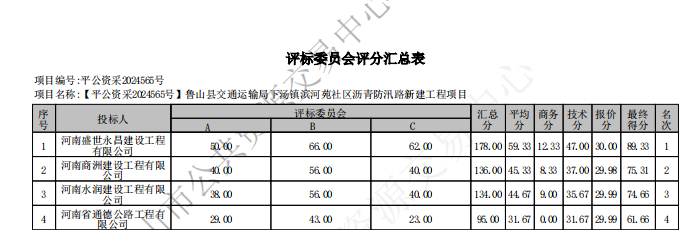 评标委员会评分汇总表
项目编号:平公资采2024565号
项目名称:【平公资采2024565号】鲁山县交通运输局下汤镇滨河苑社区沥青防汛路新建工程项目
序号 投标人 评标委员会 汇总分 平均分 商务分 技术分 报价分 最终得分 名次
A B C
1 河南盛世永昌建设工程有限公司 50.00 66.00 62.00 178.00 59.33 12.33 47.00 30.00 89.33 1
2 河南商洲建设工程有限公司 40.00 56.00 40.00 136.00 45.33 8.33 37.00 29.98 75.31 2
3 河南水润建设工程有限公司 38.00 56.00 40.00 134.00 44.67 9.00 35.67 29.99 74.66 3
4 河南省通德公路工程有限公司 29.00 43.00 23.00 95.00 31.67 0.00 31.67 29.99 61.66 4